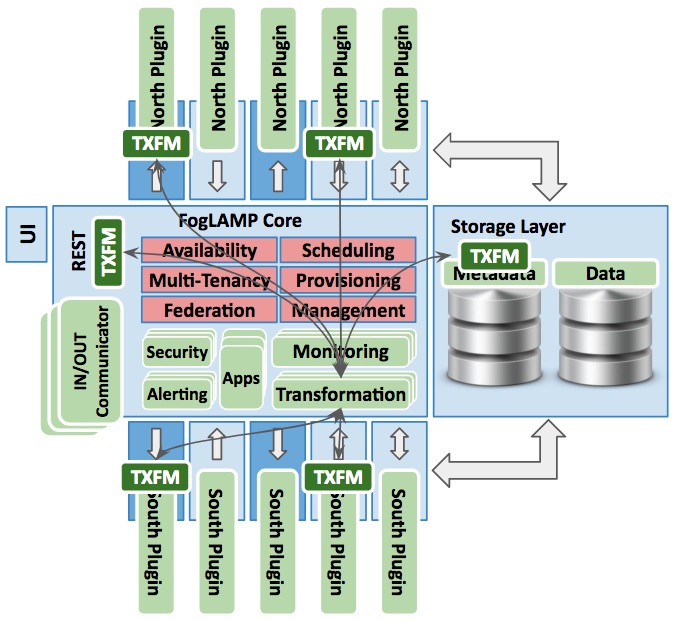 North Plugin
North Plugin
North Plugin
North Plugin
North Plugin
TXFM
TXFM
UI
REST
TXFM
FogLAMP Core
Availability
Scheduling
Multi-Tenancy
Provisioning
Federation
Management
Security
Apps
Monitoring
Alerting
Transformation
IN/OUT
Communicator
Storage Layer
TXFM
Metadata
Data
TXFM
TXFM
South Plugin
South Plugin
South Plugin
South Plugin
South Plugin